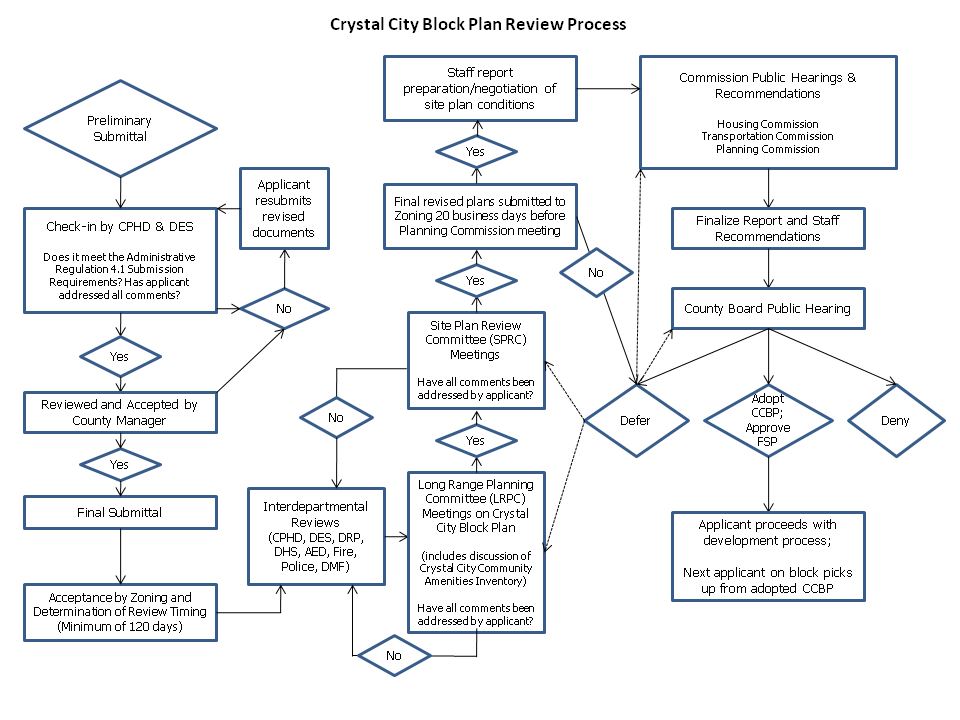 Crystal City Block Plan Review Process
Preliminary
Submittal
Check-in by CPHD & DES
Does it meet the Administrative
Regulation 4.1 Submission
Requirements? Has applicant
addressed all comments?
Applicant
resubmits
revised
documents
No
Yes
Reviewed and Accepted by
County Manager
Yes
Final Submittal
Acceptance by Zoning and
Determination of Review Timing
(Minimum of 120 days)
Interdepartmental
Reviews
(CPHD, DES, DRP,
DHS, AED, Fire,
Police, DMF)
No
No
Long Range Planning
Committee (LRPC)
Meetings on Crystal
City Block Plan
(includes discussion of
Crystal City Community
Amenities Inventory)
Have all comments been
addressed by applicant?
Yes
Site Plan Review
Committee (SPRC)
Meetings
Have all comments been
addressed by applicant?
Yes
Final revised plans submitted to
Zoning 20 business days before
Planning Commission meeting
Yes
No
Staff report
preparation/negotiation of
site plan conditions
Commission Public Hearings &
Recommendations
Housing Commission
Transportation Commission
Planning Commission
Finalize Report and Staff
Recommendations
County Board Public Hearing
Defer
Adopt
CCBP;
Approve
FSP
Deny
Applicant proceeds with
development process;
Next applicant on block picks
up from adopted CCBP